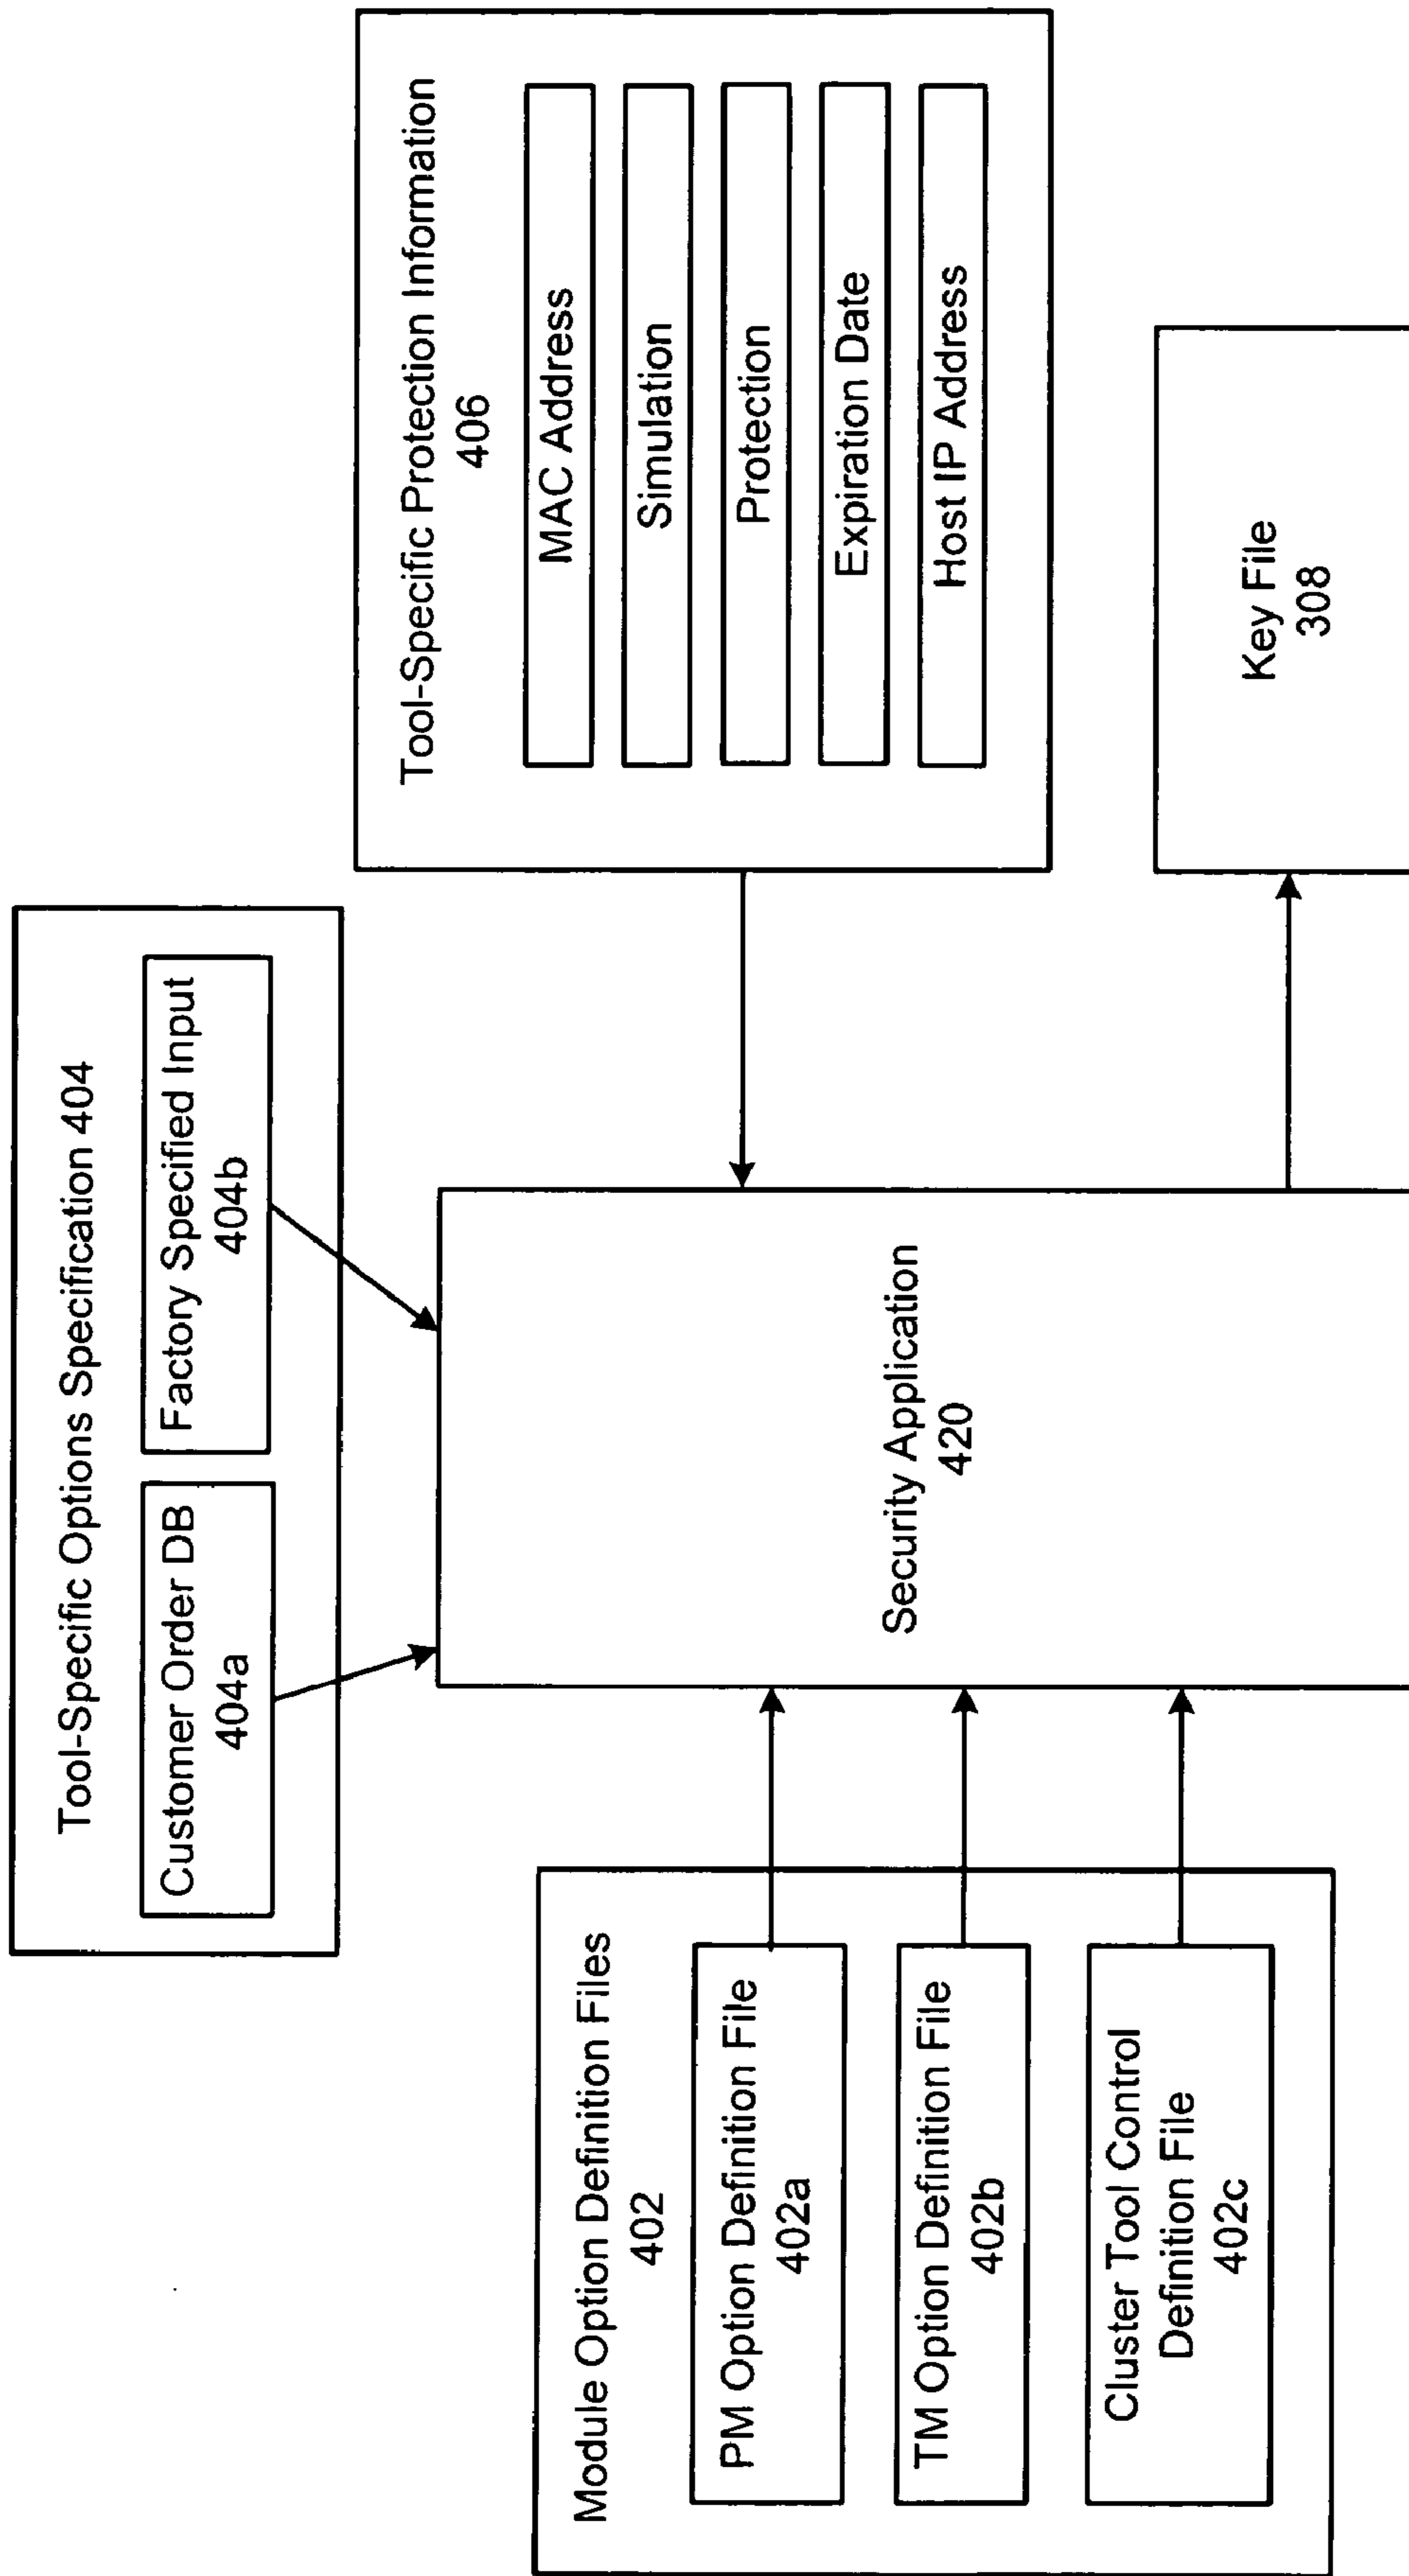 Tool-Specific Options Specification 404
Customer Order DB
404a
Factory Specified Input
404b
Module Option Definition Files
402
PM Option Definition File
402a
TM Option Definition File
402b
Cluster Tool Control
Definition File
402c
Security Application
420
Tool-Specific Protection Information
406
MAC Address
Simulation
Protection
Expiration Date
Host IP Address
Key File
308